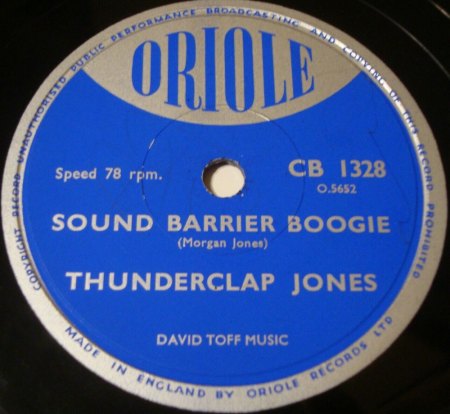 COPYRIGHT RECORD UNAUTHORISED PUBLIC PERFORMANCE BROADCASTING AND COPYING OF THIS RECORD PROHIBITED
ORIOLE
Speed 78 rpm.
CB 1328
O.5652
SOUND BARRIER BOOGIE
(Morgan Jones)
THUNDERCLAP JONES
DAVID TOFF MUSIC
MADE IN ENGLAND BY ORIOLE RECORDS LTD